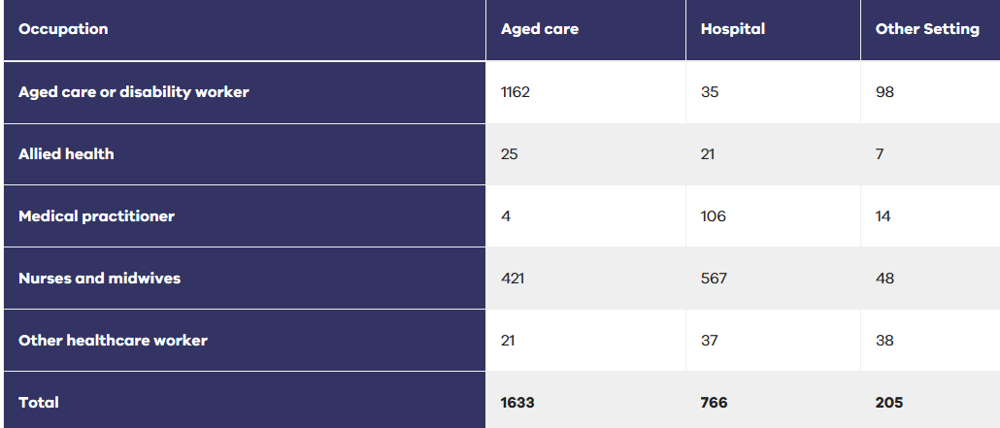 Occupation Aged care Hospital Other Setting
Aged care or disability worker 1162 35 98
Allied health 25 21 7
Medical practitioner 4 106 14
Nurses and midwives 421 567 48
Other healthcare worker 21 37 38
Total 1633 766 205